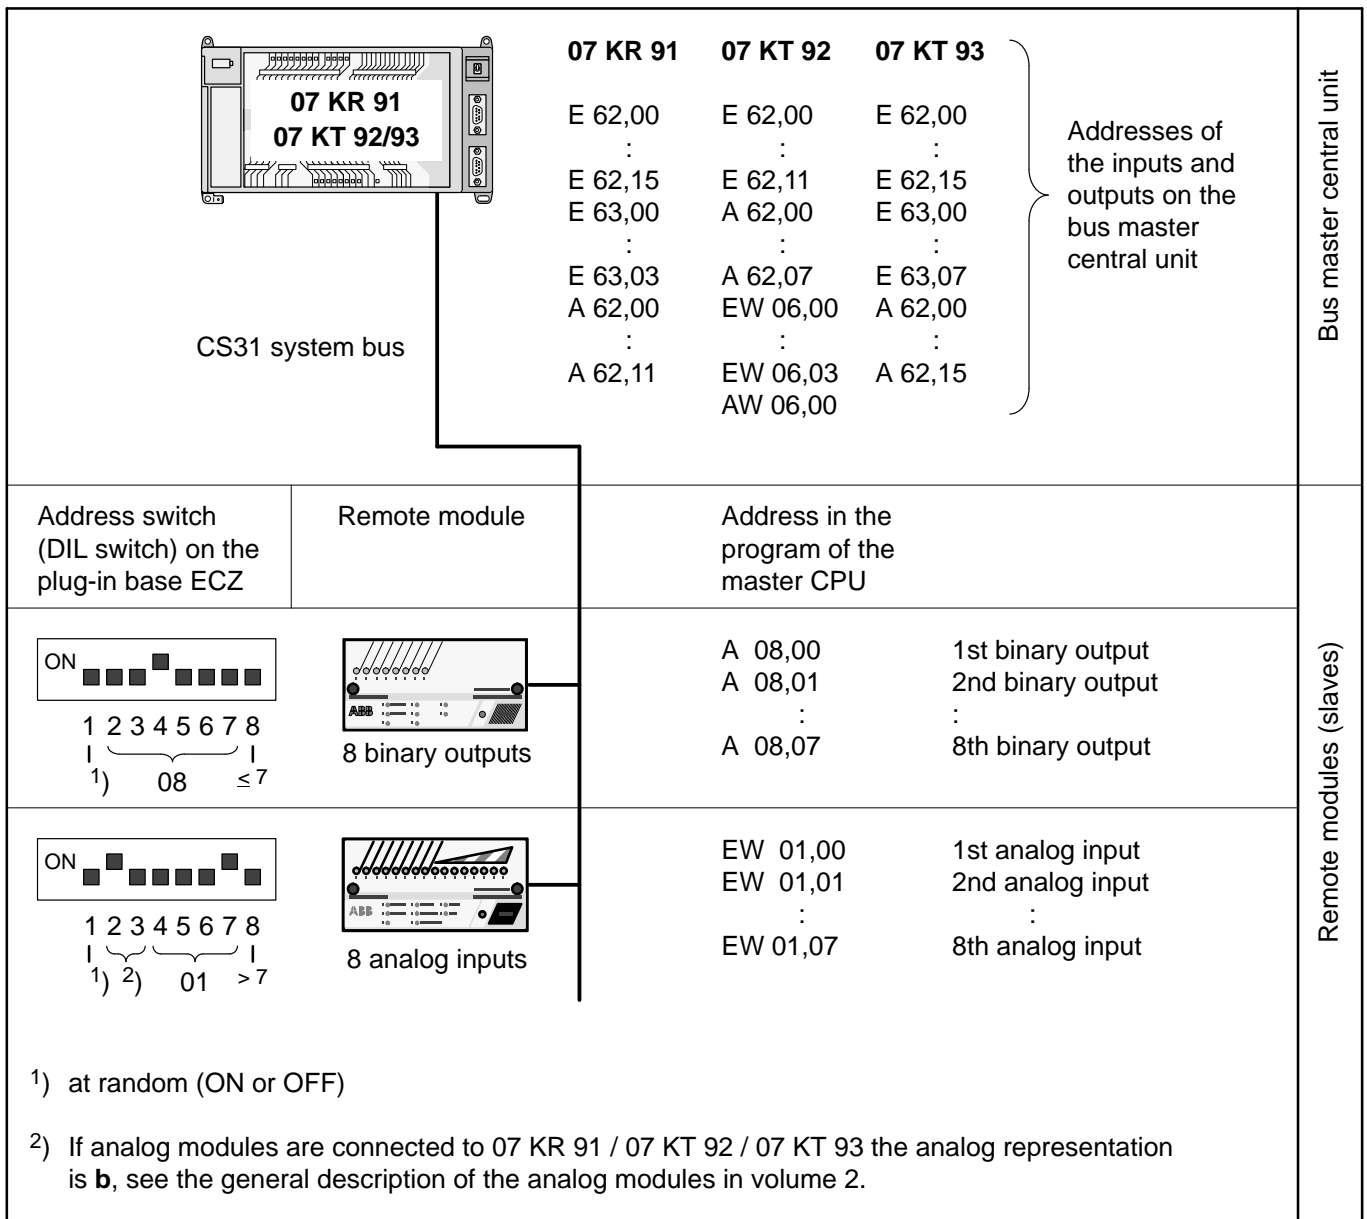 07 KR 91 07 KT 92 07 KT 93
07 KR 91
07 KT 92/93
E 62,00 E 62,00 E 62,00
: : :
E 62,15 E 62,11 E 62,15
E 63,00 A 62,00 E 63,00
: : :
E 63,03 A 62,07 E 63,07
A 62,00 EW 06,00 A 62,00
: : :
A 62,11 EW 06,03 A 62,15
AW 06,00
Addresses of
the inputs and
outputs on the
bus master
central unit
Bus master central unit
CS31 system bus
Address switch
(DIL switch) on the
plug-in base ECZ
Remote module
Address in the
program of the
master CPU
Remote modules (slaves)
ON
1 2 3 4 5 6 7 8
1) 08 ≤ 7
ABB
8 binary outputs
A 08,00 1st binary output
A 08,01 2nd binary output
: :
A 08,07 8th binary output
ON
1 2 3 4 5 6 7 8
1) 2) 01 > 7
ABB
8 analog inputs
EW 01,00 1st analog input
EW 01,01 2nd analog input
: :
EW 01,07 8th analog input
1) at random (ON or OFF)
2) If analog modules are connected to 07 KR 91 / 07 KT 92 / 07 KT 93 the analog representation
is b, see the general description of the analog modules in volume 2.